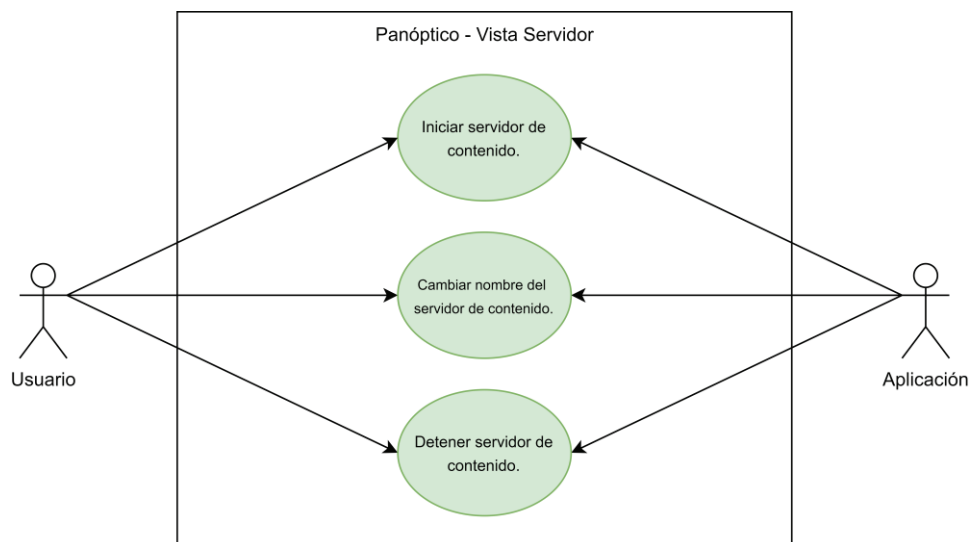 Panóptico - Vista Servidor
Iniciar servidor de
contenido.
Cambiar nombre del
servidor de contenido.
Usuario
Aplicación
Detener servidor de
contenido.